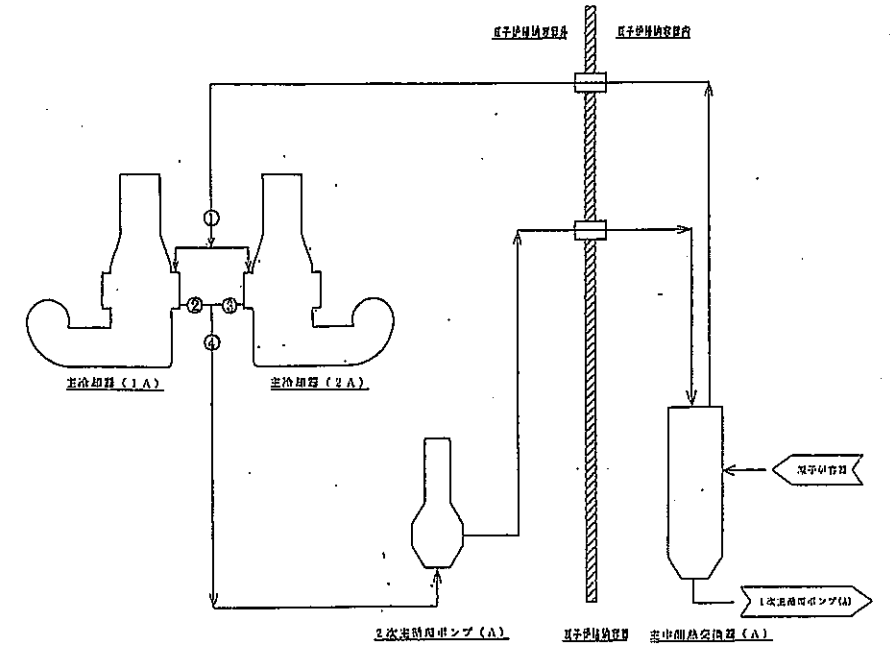 原子炉格納容器外
原子炉格納容器内
①
②
③
④
主冷却器(1A)
主冷却器(2A)
原子炉容器
1次主循環ポンプ(A)
2次主循環ポンプ(A)
原子炉格納容器
主中間熱交換器(A)